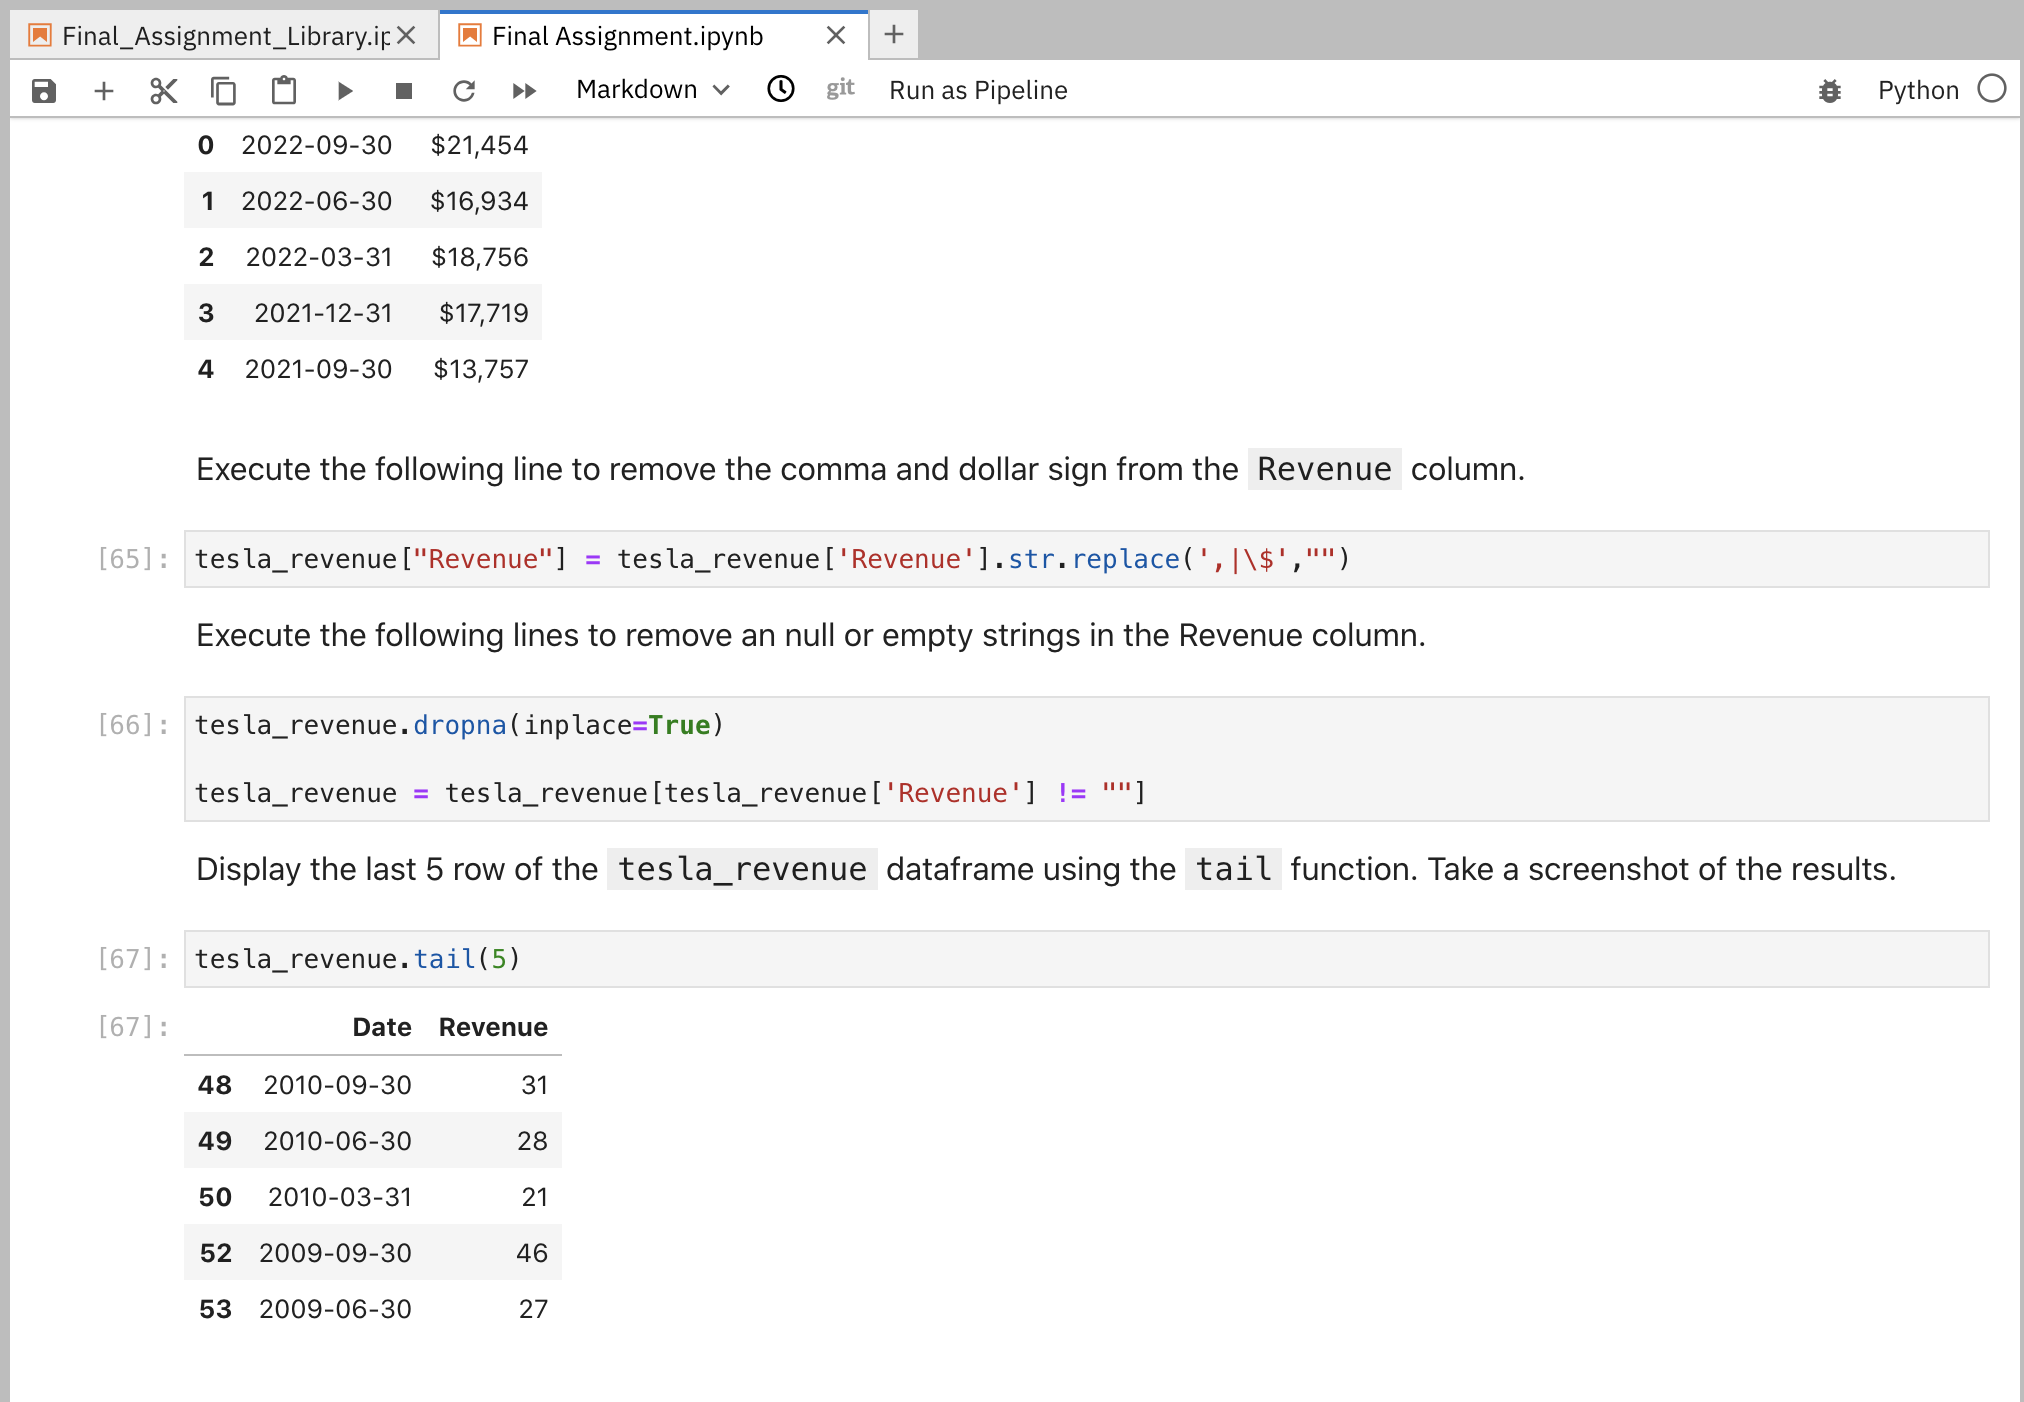 Final_Assignment_Library.ip
Final Assignment.ipynb
Markdown
git
Run as Pipeline
Python
0 2022-09-30 $21,454
1 2022-06-30 $16,934
2 2022-03-31 $18,756
3 2021-12-31 $17,719
4 2021-09-30 $13,757
Execute the following line to remove the comma and dollar sign from the Revenue column.
[65]: tesla_revenue["Revenue"] = tesla_revenue['Revenue'].str.replace(',|\$',"")
Execute the following lines to remove an null or empty strings in the Revenue column.
[66]: tesla_revenue.dropna(inplace=True)
tesla_revenue = tesla_revenue[tesla_revenue['Revenue'] != ""]
Display the last 5 row of the tesla_revenue dataframe using the tail function. Take a screenshot of the results.
[67]: tesla_revenue.tail(5)
[67]: Date Revenue
48 2010-09-30 31
49 2010-06-30 28
50 2010-03-31 21
52 2009-09-30 46
53 2009-06-30 27